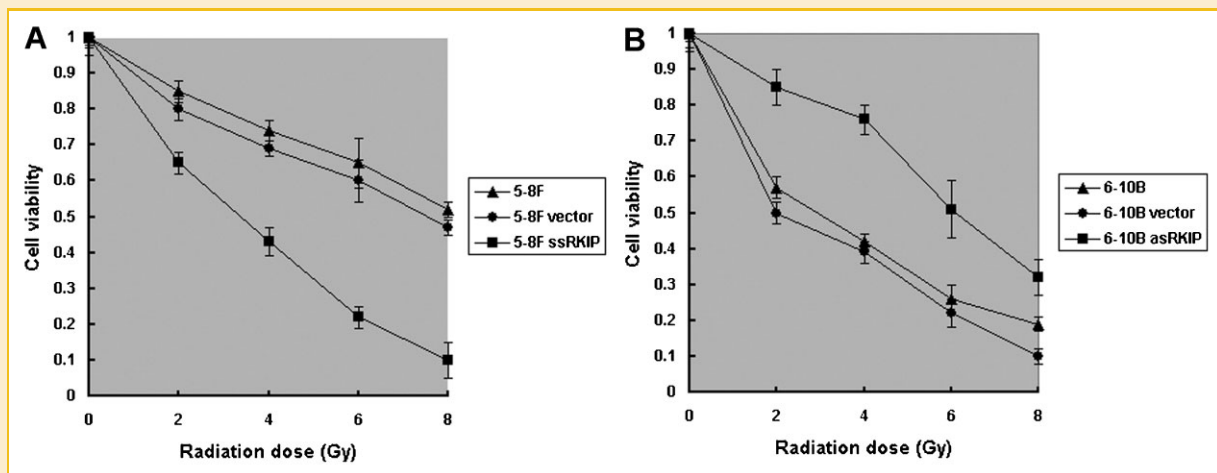 A
1
0.9
0.8
0.7
0.6
0.5
0.4
0.3
0.2
0.1
0
0
2
4
6
8
Cell viability
Radiation dose (Gy)
5-8F
5-8F vector
5-8F ssRKIP
B
1
0.9
0.8
0.7
0.6
0.5
0.4
0.3
0.2
0.1
0
0
2
4
6
8
Cell viability
Radiation dose (Gy)
6-10B
6-10B vector
6-10B asRKIP